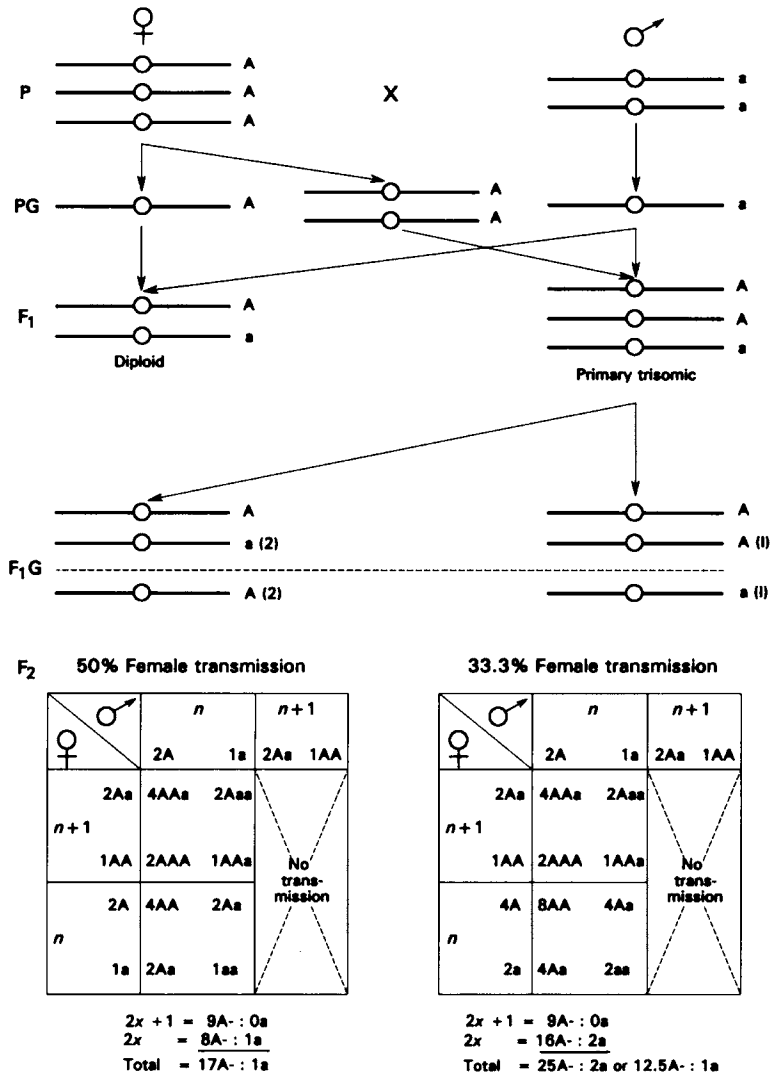 ♀ ♂
A
P A X a
A a
PG A A a
A
F1 A A
a A
Diploid a
Primary trisomic
A A
a (2) A (I)
F1G
A (2) a (I)
F2 50% Female transmission 33.3% Female transmission
♂ n n + 1 ♂ n n + 1
♀ 2A 1a 2Aa 1AA ♀ 2A 1a 2Aa 1AA
2Aa 4AAa 2Aaa 2Aa 4AAa 2Aaa
n + 1 n + 1
1AA 2AAA 1AAa No 1AA 2AAA 1AAa No
trans- trans-
2A 4AA 2Aa mission 4A 8AA 4Aa mission
n n
1a 2Aa 1aa 2a 4Aa 2aa
2x + 1 = 9A- : 0a 2x + 1 = 9A- : 0a
2x = 8A- : 1a 2x = 16A- : 2a
Total = 17A- : 1a Total = 25A- : 2a or 12.5A- : 1a